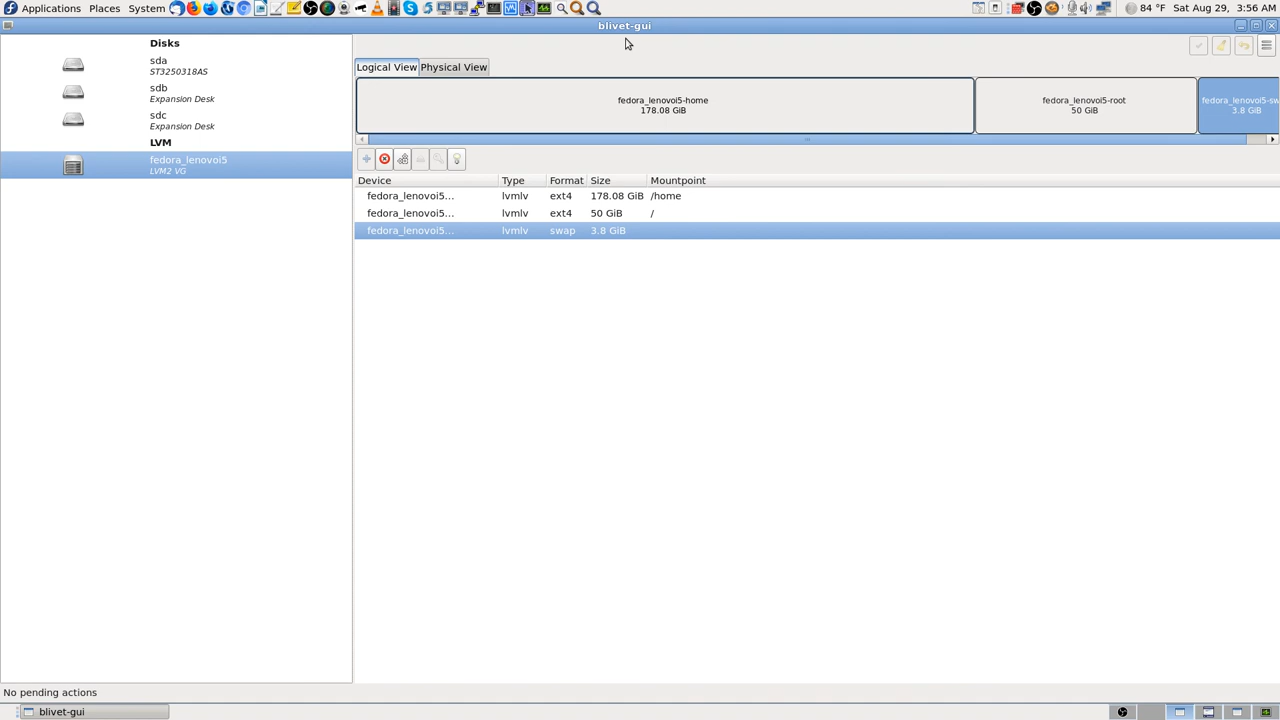 Applications Places System 84 °F Sat Aug 29, 3:56 AM
blivet-gui
Disks
sda
ST3250318AS
sdb
Expansion Desk
sdc
Expansion Desk
LVM
fedora_lenovoi5
LVM2 VG
Logical View Physical View
fedora_lenovoi5-home
178.08 GiB
fedora_lenovoi5-root
50 GiB
fedora_lenovoi5-sw
3.8 GiB
Device Type Format Size Mountpoint
fedora_lenovoi5... lvmlv ext4 178.08 GiB /home
fedora_lenovoi5... lvmlv ext4 50 GiB /
fedora_lenovoi5... lvmlv swap 3.8 GiB
No pending actions
blivet-gui